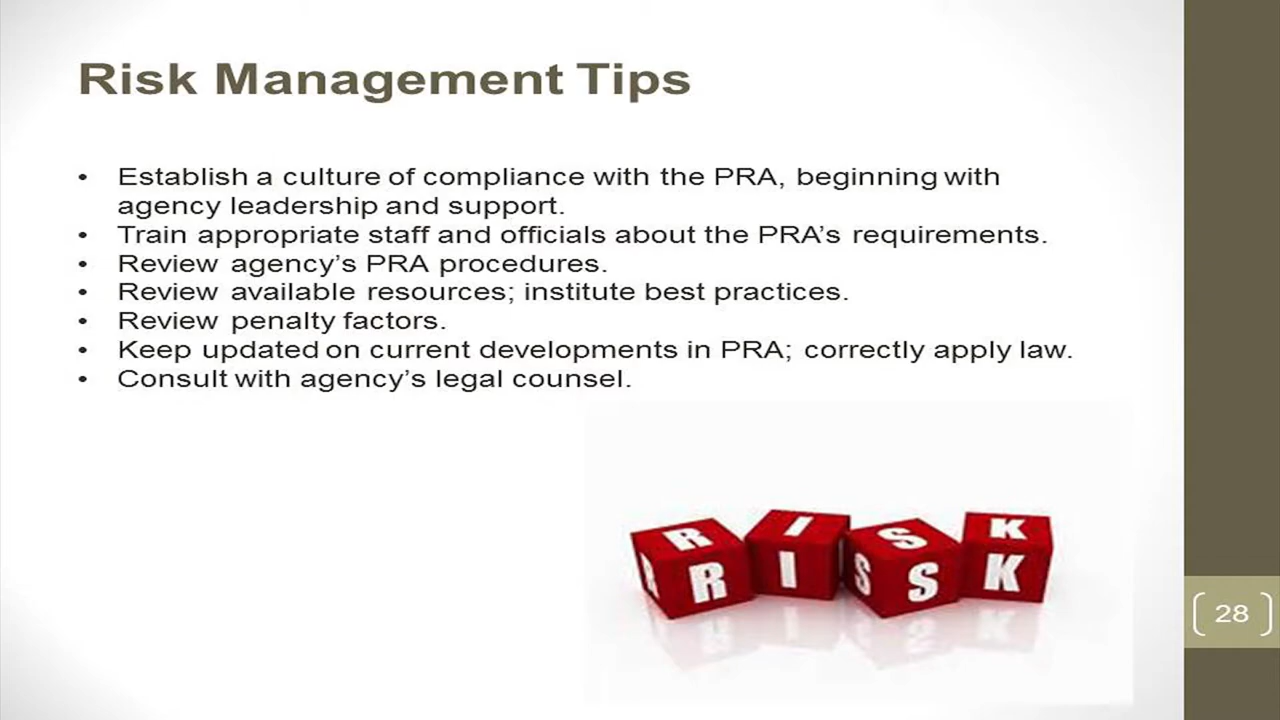 Risk Management Tips
• Establish a culture of compliance with the PRA, beginning with
agency leadership and support.
• Train appropriate staff and officials about the PRA's requirements.
• Review agency's PRA procedures.
• Review available resources; institute best practices.
• Review penalty factors.
• Keep updated on current developments in PRA; correctly apply law.
• Consult with agency's legal counsel.
R I S K
R R I S S K
28